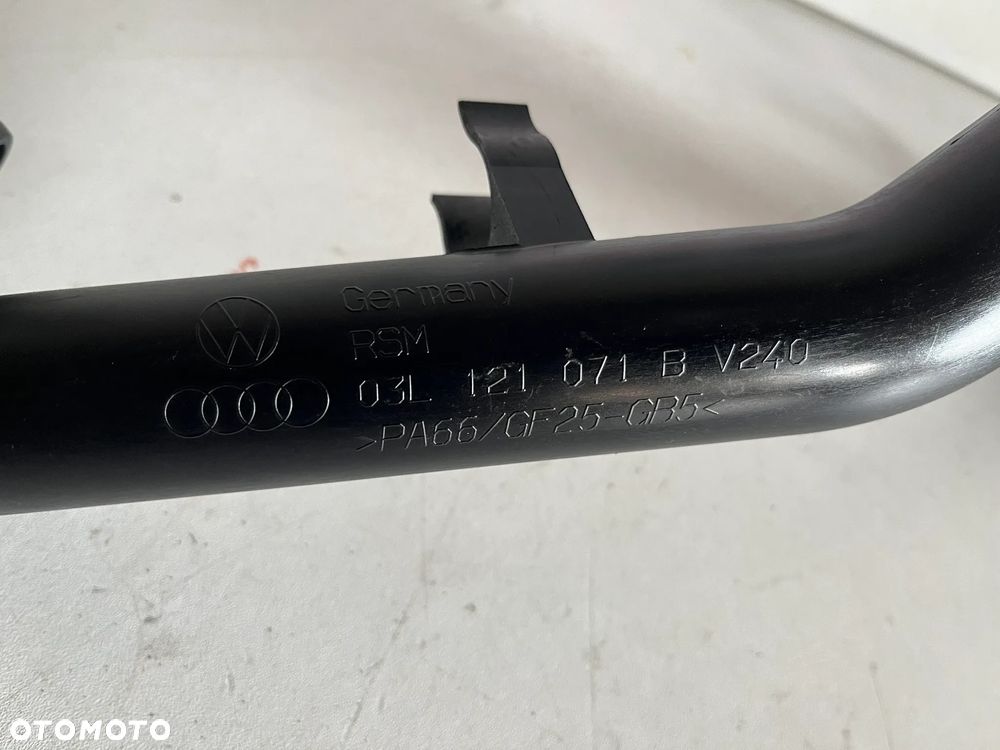 Germany
RSM
03L 121 071 B V240
>PA66/GF25-GB5<
OTOMOTO